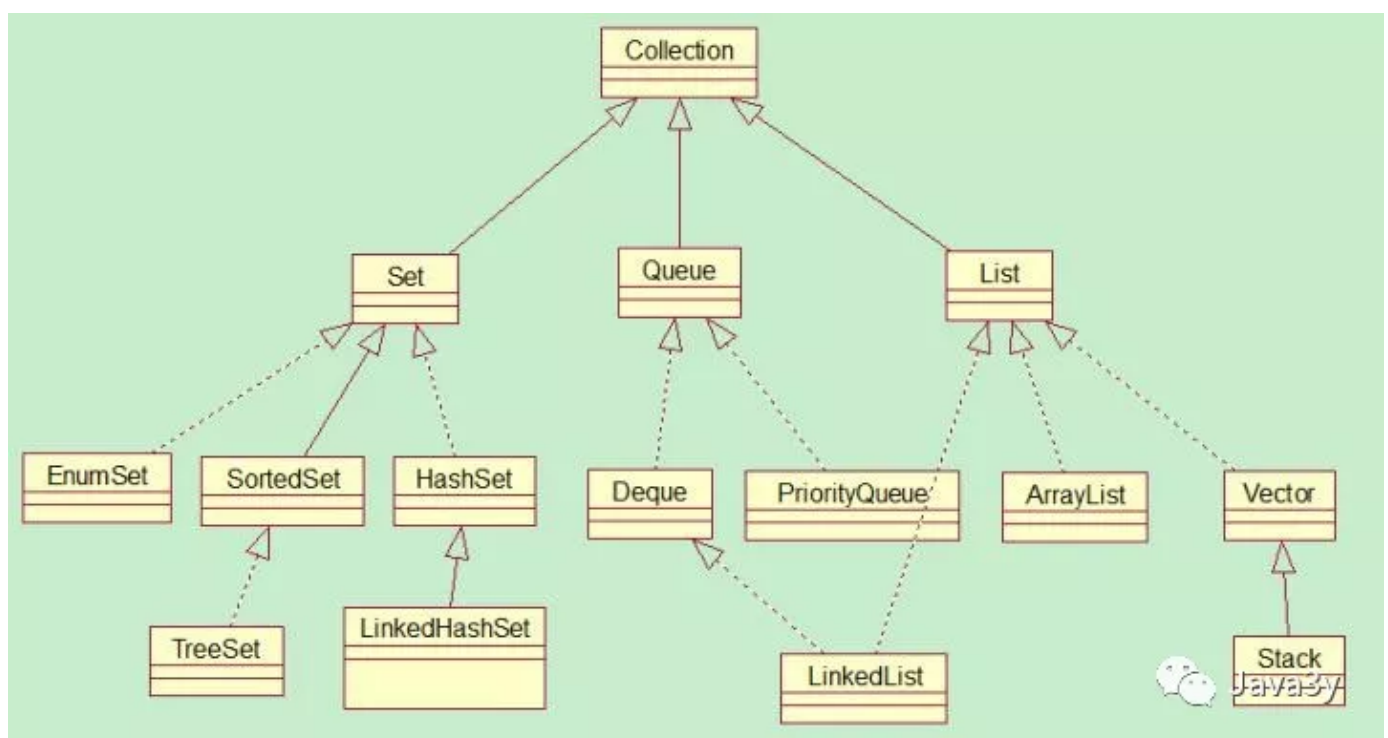 Collection
Set
Queue
List
EnumSet
SortedSet
HashSet
Deque
PriorityQueue
ArrayList
Vector
TreeSet
LinkedHashSet
LinkedList
Stack
Java3y